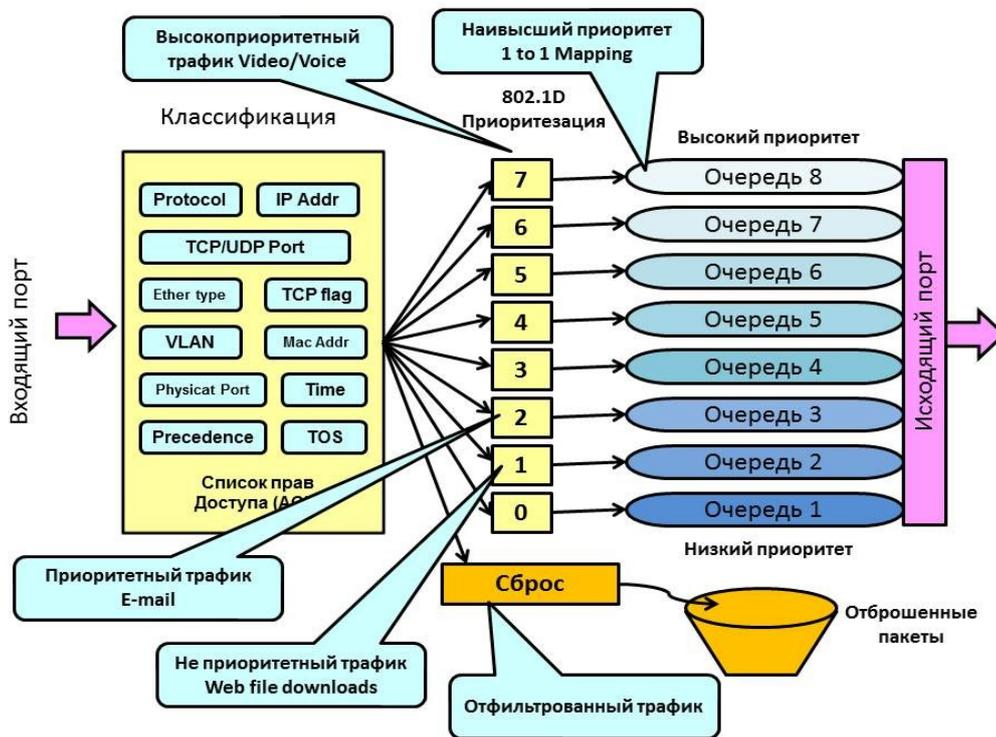 Высокоприоритетный
трафик Video/Voice
Наивысший приоритет
1 to 1 Mapping
802.1D
Приоритезация
Классификация
Высокий приоритет
Входящий порт
Protocol
IP Addr
TCP/UDP Port
Ether type
TCP flag
VLAN
Mac Addr
Physicat Port
Time
Precedence
TOS
Список прав
Доступа
7
6
5
4
3
2
1
0
Очередь 8
Очередь 7
Очередь 6
Очередь 5
Очередь 4
Очередь 3
Очередь 2
Очередь 1
Исходящий порт
Низкий приоритет
Приоритетный трафик
E-mail
Сброс
Отброшенные
пакеты
Не приоритетный трафик
Web file downloads
Отфильтрованный трафик